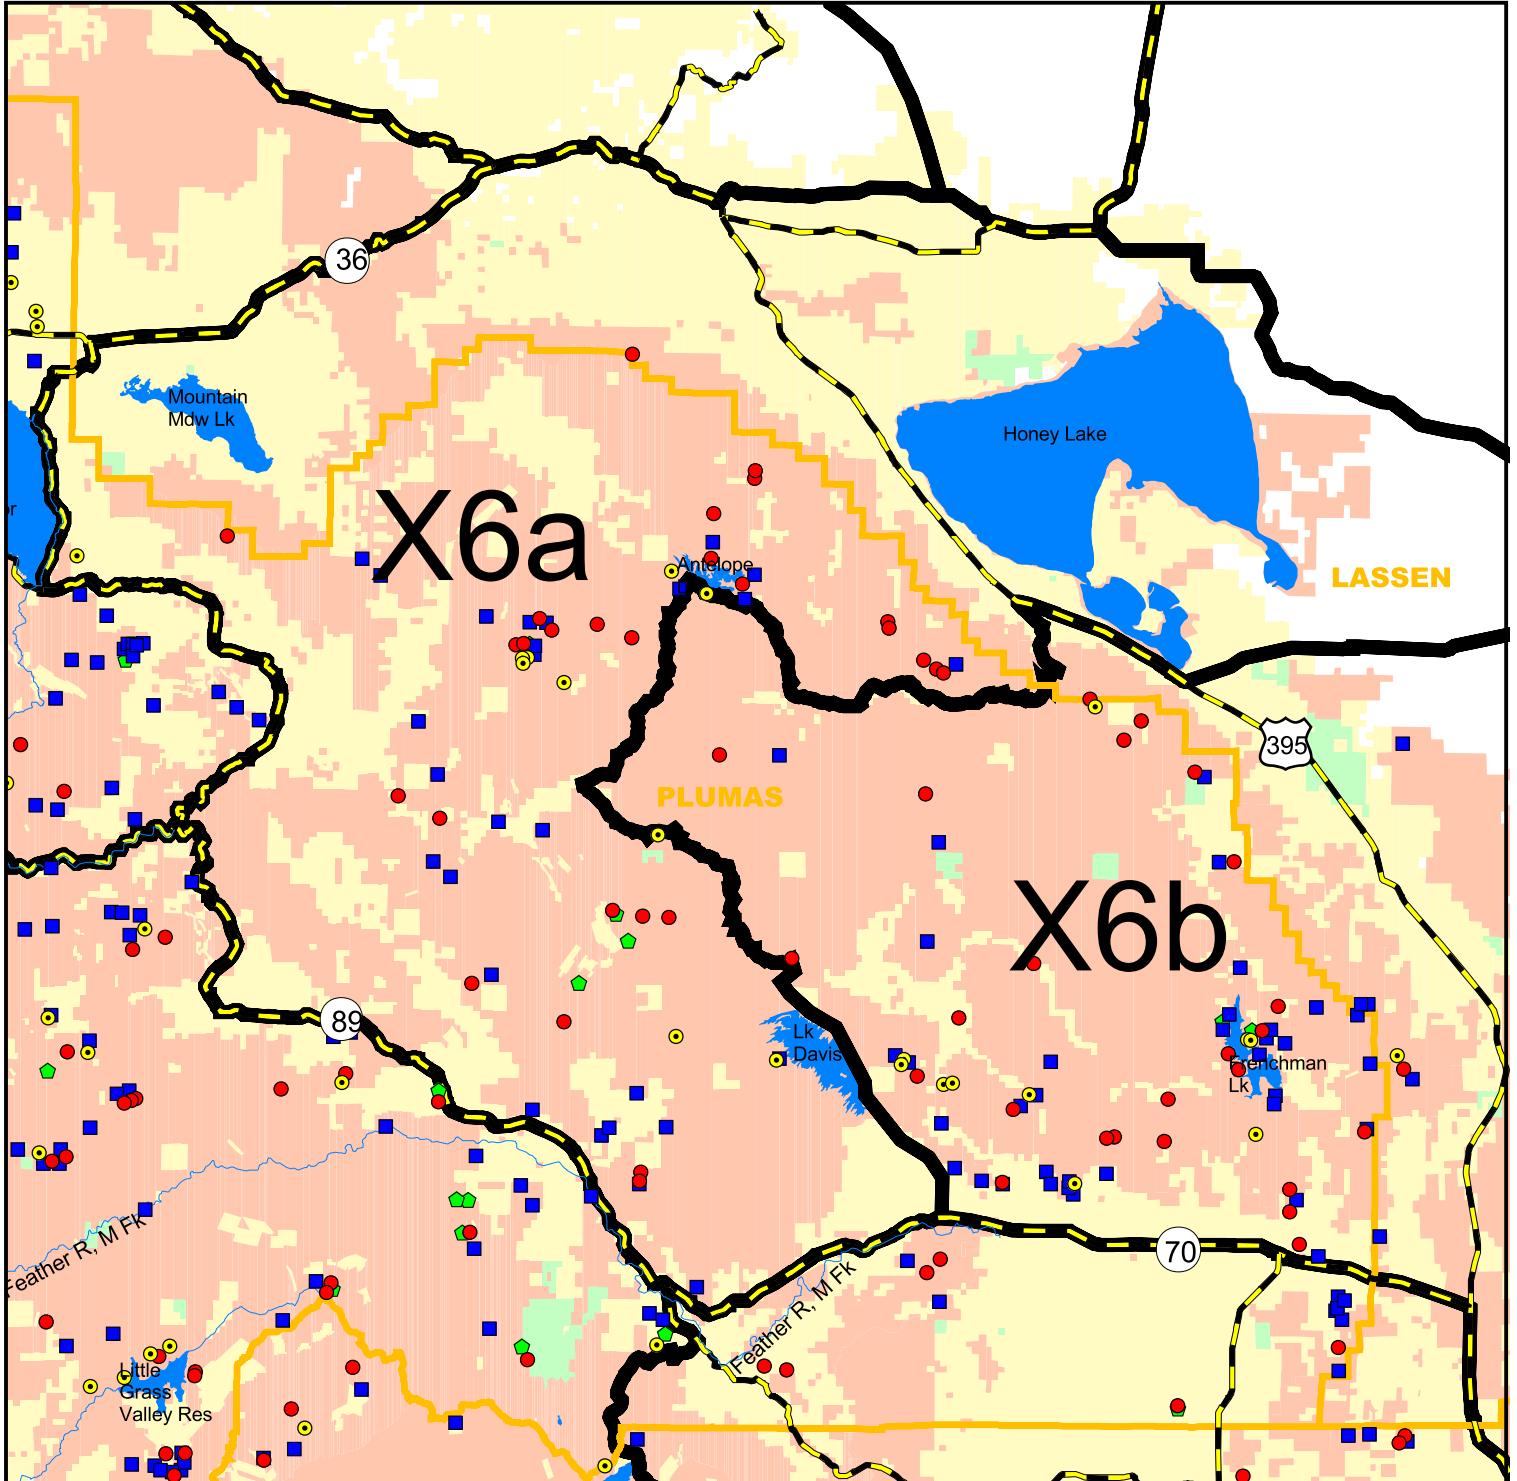 36
Mountain
Mdw Lk
Honey Lake
X6a
or
Antelope
LASSEN
395
PLUMAS
X6b
89
Lk
Davis
Frenchman
Lk
Feather R, M Fk
70
Feather R, M Fk
Little
Grass
Valley Res